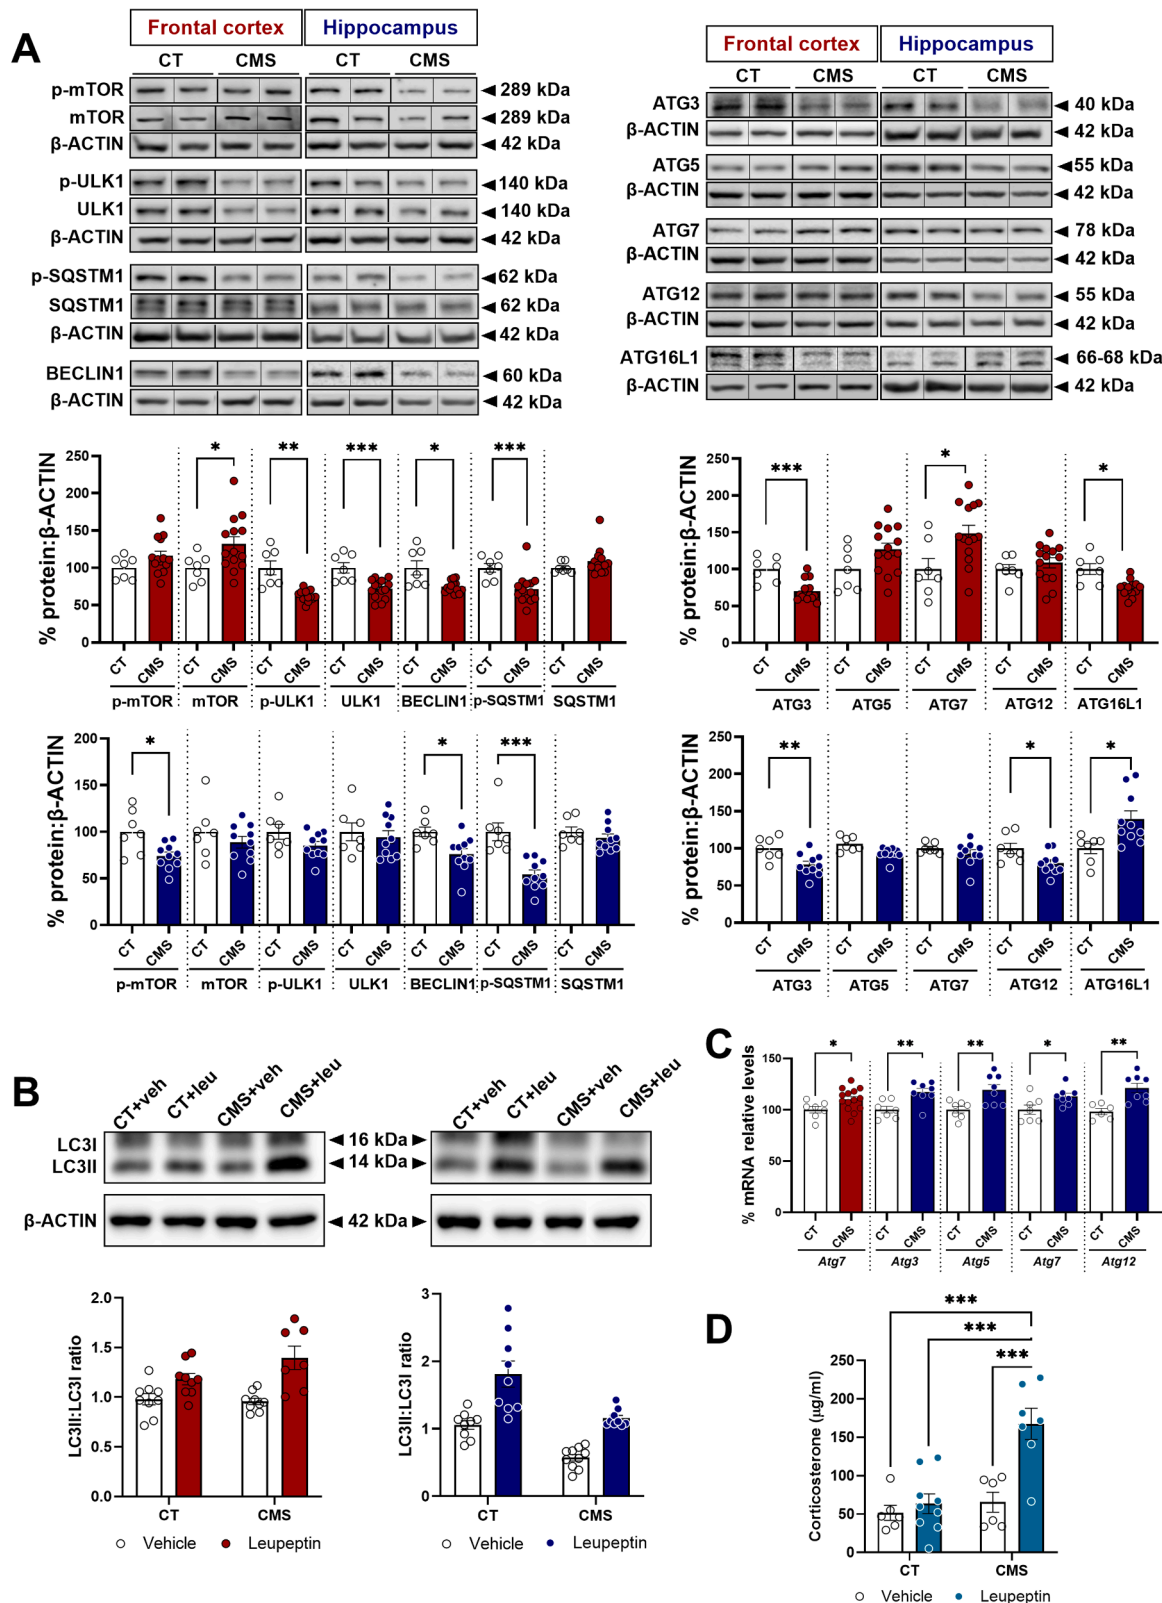 A
Frontal cortex Hippocampus
CT CMS CT CMS
p-mTOR 289 kDa
mTOR 289 kDa
β-ACTIN 42 kDa
p-ULK1 140 kDa
ULK1 140 kDa
β-ACTIN 42 kDa
p-SQSTM1 62 kDa
SQSTM1 62 kDa
β-ACTIN 42 kDa
BECLIN1 60 kDa
β-ACTIN 42 kDa
Frontal cortex Hippocampus
CT CMS CT CMS
ATG3 40 kDa
β-ACTIN 42 kDa
ATG5 55 kDa
β-ACTIN 42 kDa
ATG7 78 kDa
β-ACTIN 42 kDa
ATG12 55 kDa
β-ACTIN 42 kDa
ATG16L1 66-68 kDa
β-ACTIN 42 kDa
% protein:β-ACTIN
250
200
150
100
50
0
* ** *** * ***
CT CMS CT CMS CT CMS CT CMS CT CMS CT CMS CT CMS
p-mTOR mTOR p-ULK1 ULK1 BECLIN1 p-SQSTM1 SQSTM1
% protein:β-ACTIN
250
200
150
100
50
0
*** * *
CT CMS CT CMS CT CMS CT CMS CT CMS
ATG3 ATG5 ATG7 ATG12 ATG16L1
% protein:β-ACTIN
200
150
100
50
0
* * ***
CT CMS CT CMS CT CMS CT CMS CT CMS CT CMS CT CMS
p-mTOR mTOR p-ULK1 ULK1 BECLIN1 p-SQSTM1 SQSTM1
% protein:β-ACTIN
250
200
150
100
50
0
** * *
CT CMS CT CMS CT CMS CT CMS CT CMS
ATG3 ATG5 ATG7 ATG12 ATG16L1
B
CT+veh CT+leu CMS+veh CMS+leu CT+veh CT+leu CMS+veh CMS+leu
LC3I 16 kDa
LC3II 14 kDa
β-ACTIN 42 kDa
LC3II:LC3I ratio
2.0
1.5
1.0
0.5
0.0
CT CMS
Vehicle Leupeptin
LC3II:LC3I ratio
3
2
1
0
CT CMS
Vehicle Leupeptin
C
% mRNA relative levels
150
100
50
0
* ** ** * **
CT CMS CT CMS CT CMS CT CMS CT CMS
Atg7 Atg3 Atg5 Atg7 Atg12
D
***
***
***
Corticosterone (µg/ml)
250
200
150
100
50
0
CT CMS
Vehicle Leupeptin